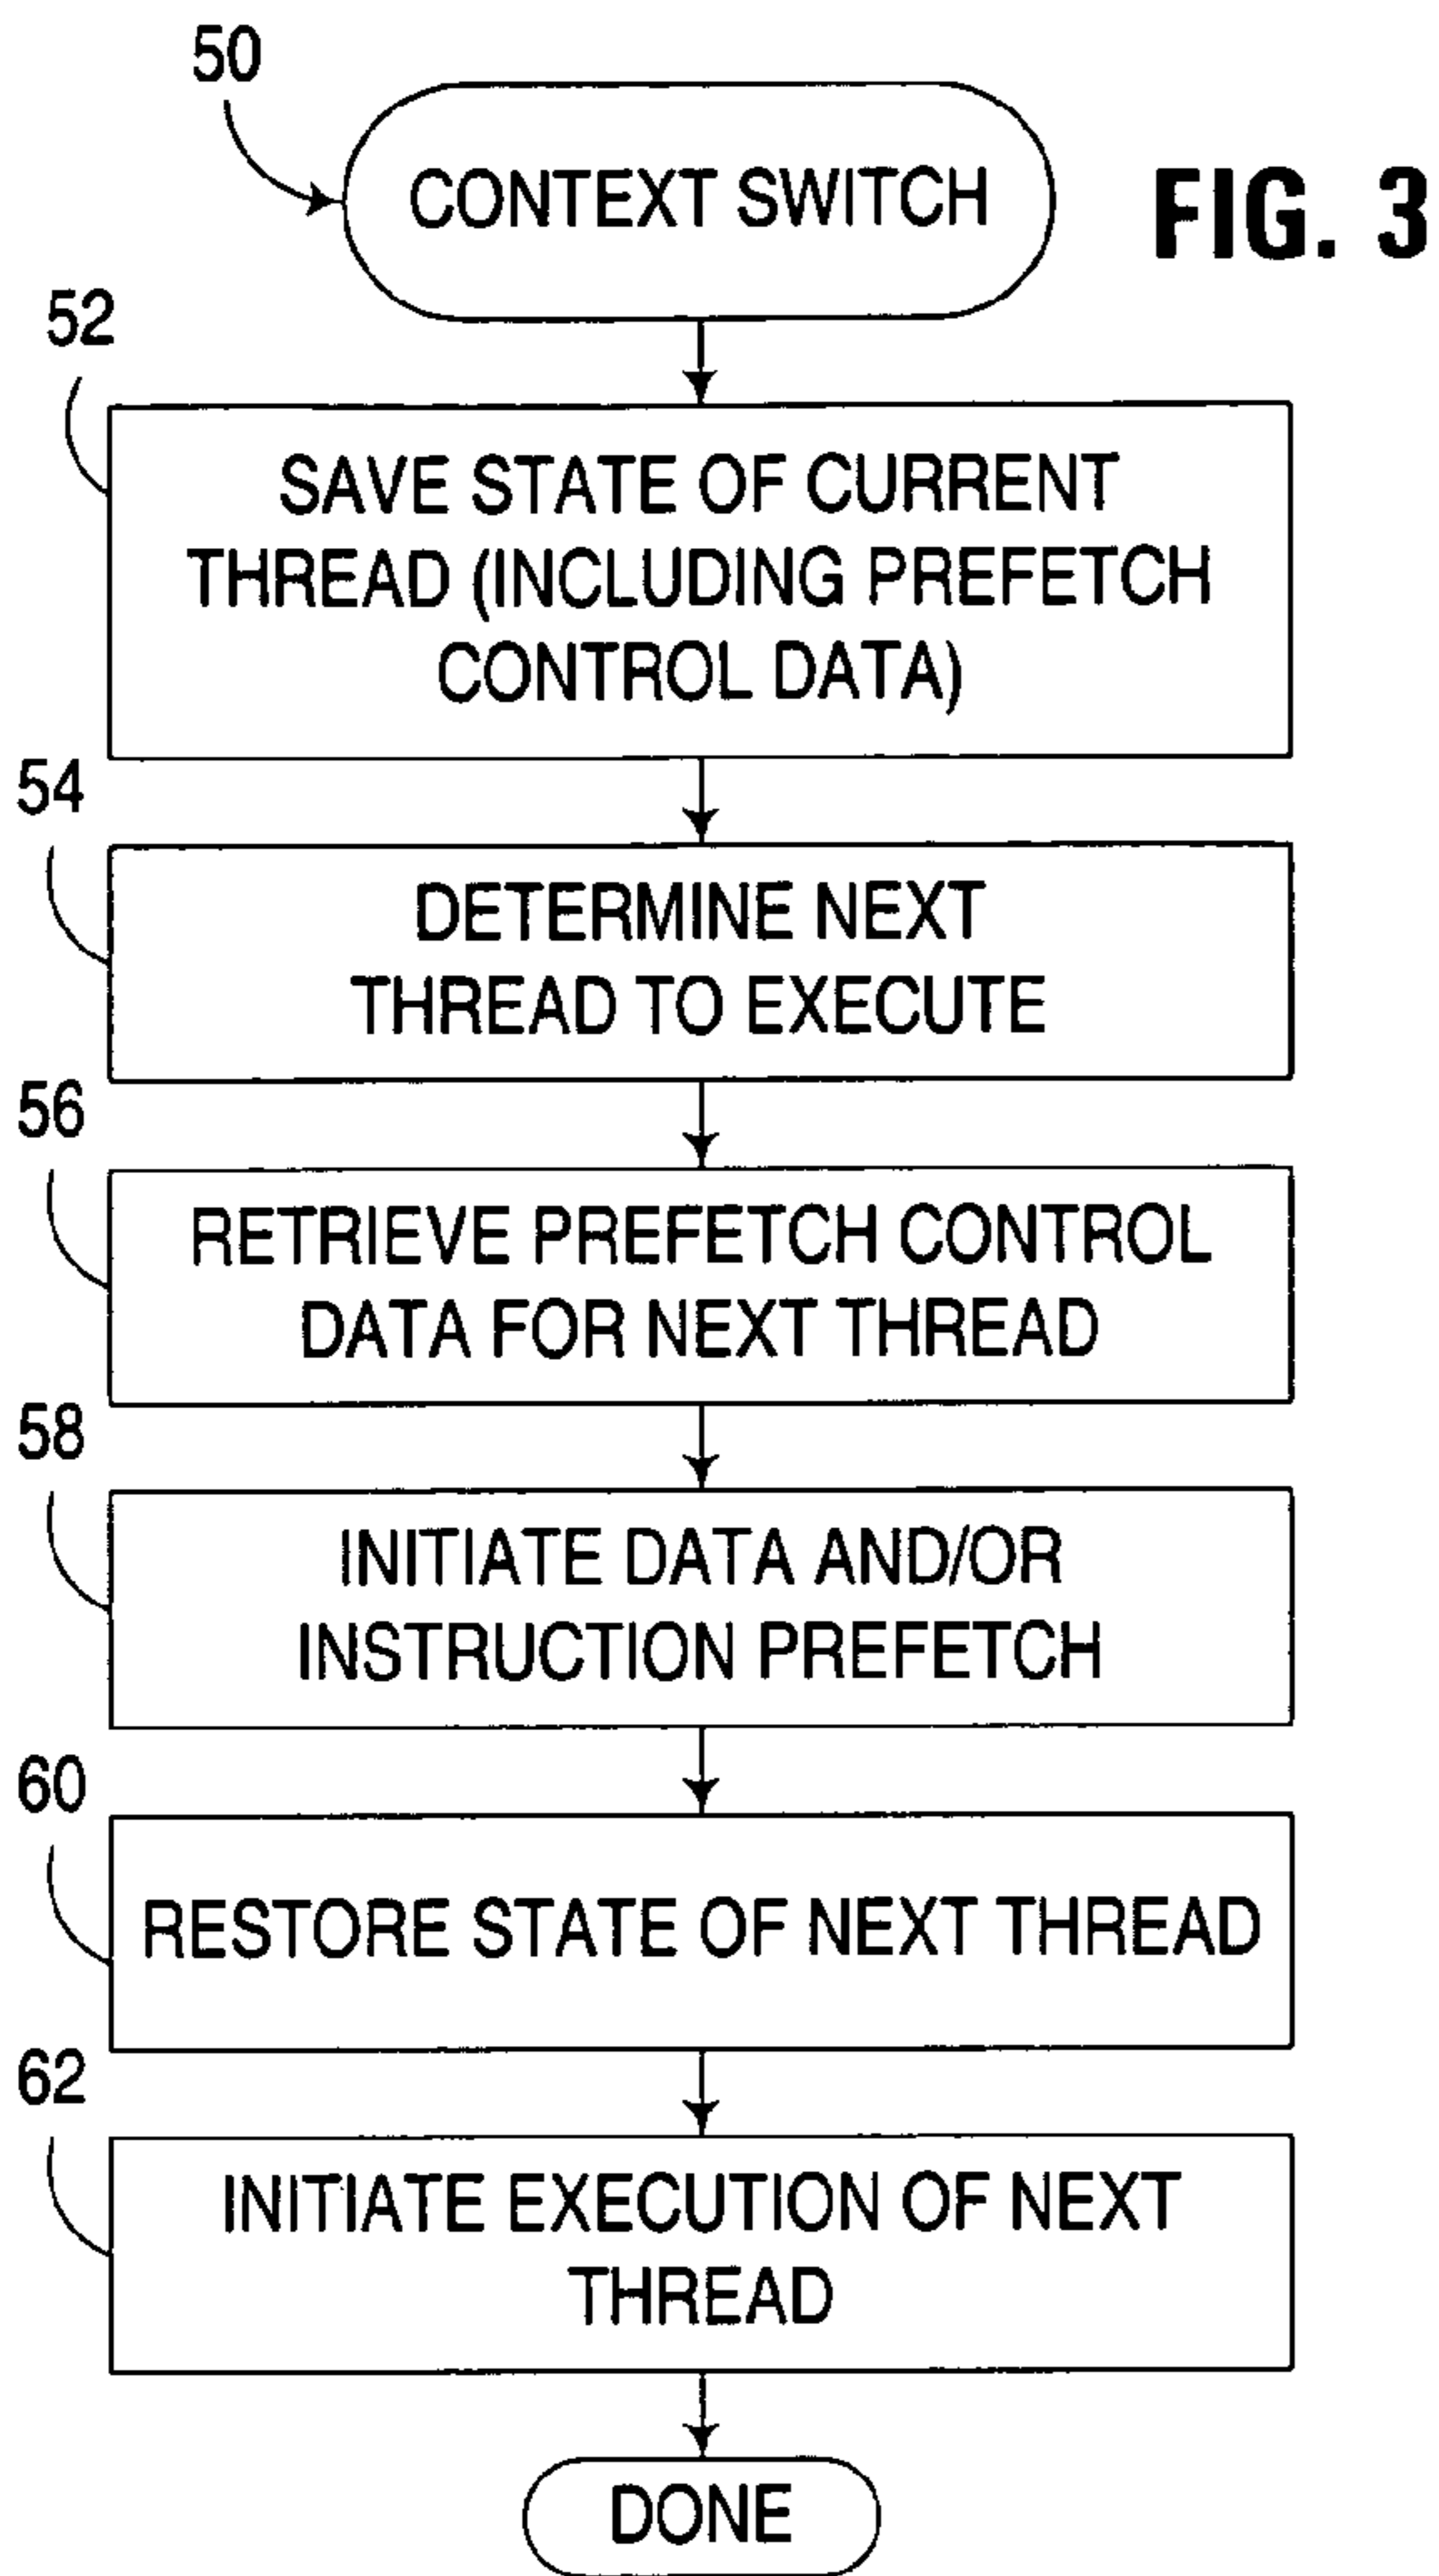 50
CONTEXT SWITCH
FIG. 3
52
SAVE STATE OF CURRENT
THREAD (INCLUDING PREFETCH
CONTROL DATA)
54
DETERMINE NEXT
THREAD TO EXECUTE
56
RETRIEVE PREFETCH CONTROL
DATA FOR NEXT THREAD
58
INITIATE DATA AND/OR
INSTRUCTION PREFETCH
60
RESTORE STATE OF NEXT THREAD
62
INITIATE EXECUTION OF NEXT
THREAD
DONE